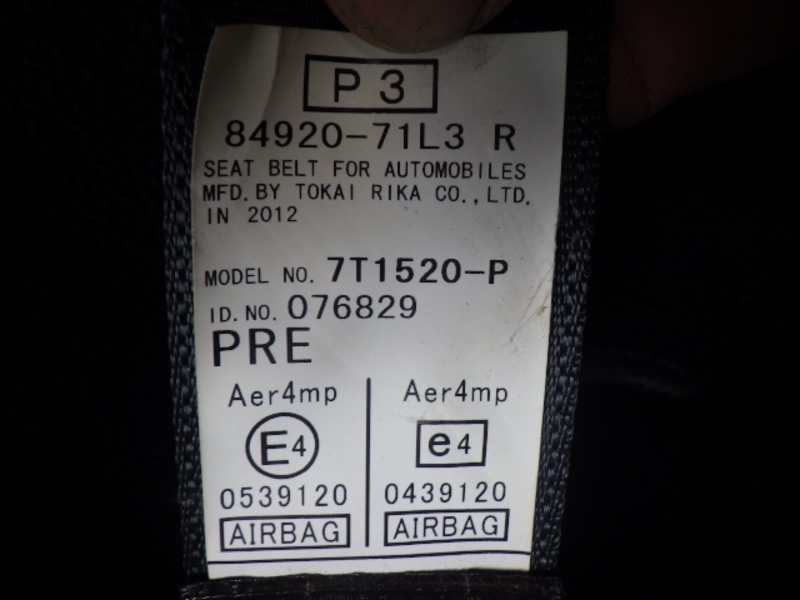 P3
84920-71L3 R
SEAT BELT FOR AUTOMOBILES
MFD. BY TOKAI RIKA CO., LTD.
IN 2012
MODEL NO. 7T1520-P
ID. NO. 076829
PRE
Aer4mp Aer4mp
E4 e4
0539120 0439120
AIRBAG AIRBAG